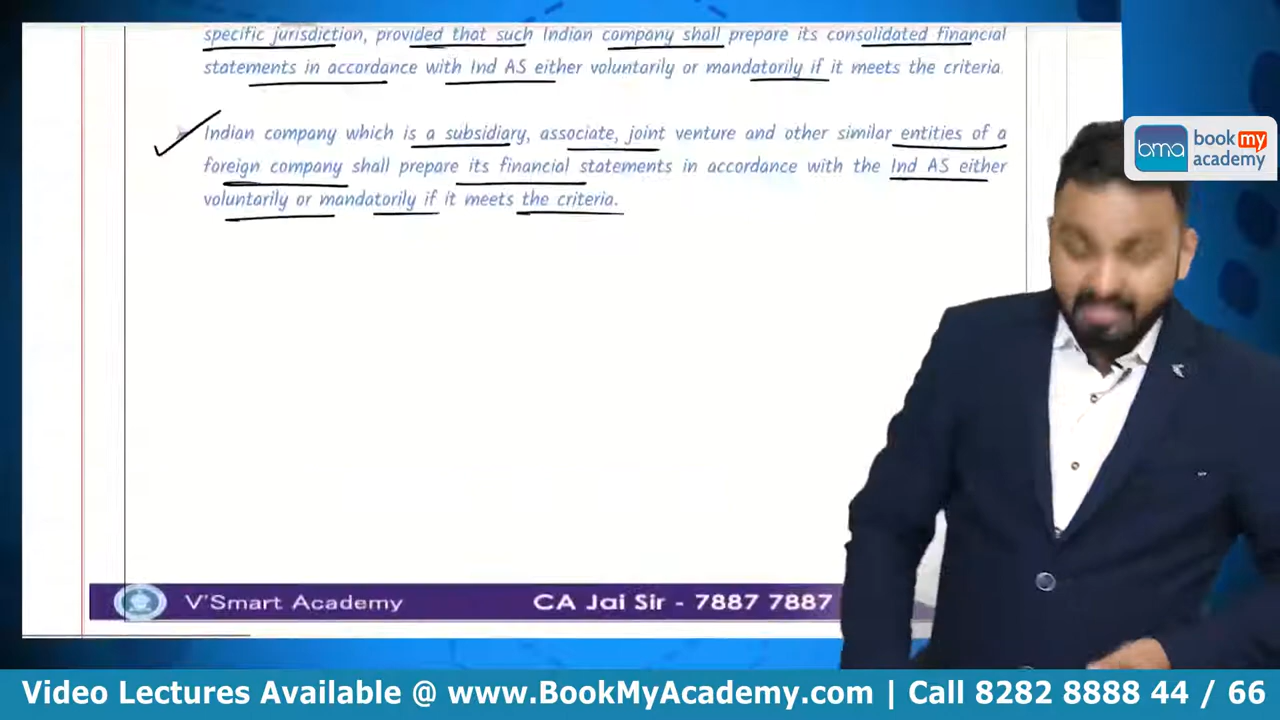 specific jurisdiction, provided that such Indian company shall prepare its consolidated financial
statements in accordance with Ind AS either voluntarily or mandatorily if it meets the criteria.
Indian company which is a subsidiary, associate, joint venture and other similar entities of a
foreign company shall prepare its financial statements in accordance with the Ind AS either
voluntarily or mandatorily if it meets the criteria.
bma book my academy
V'Smart Academy CA Jai Sir - 7887 7887
Video Lectures Available @ www.BookMyAcademy.com | Call 8282 8888 44 / 66